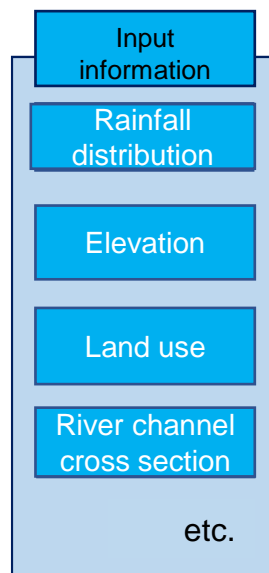 Input
information
Rainfall
distribution
Elevation
Land use
River channel
cross section
etc.